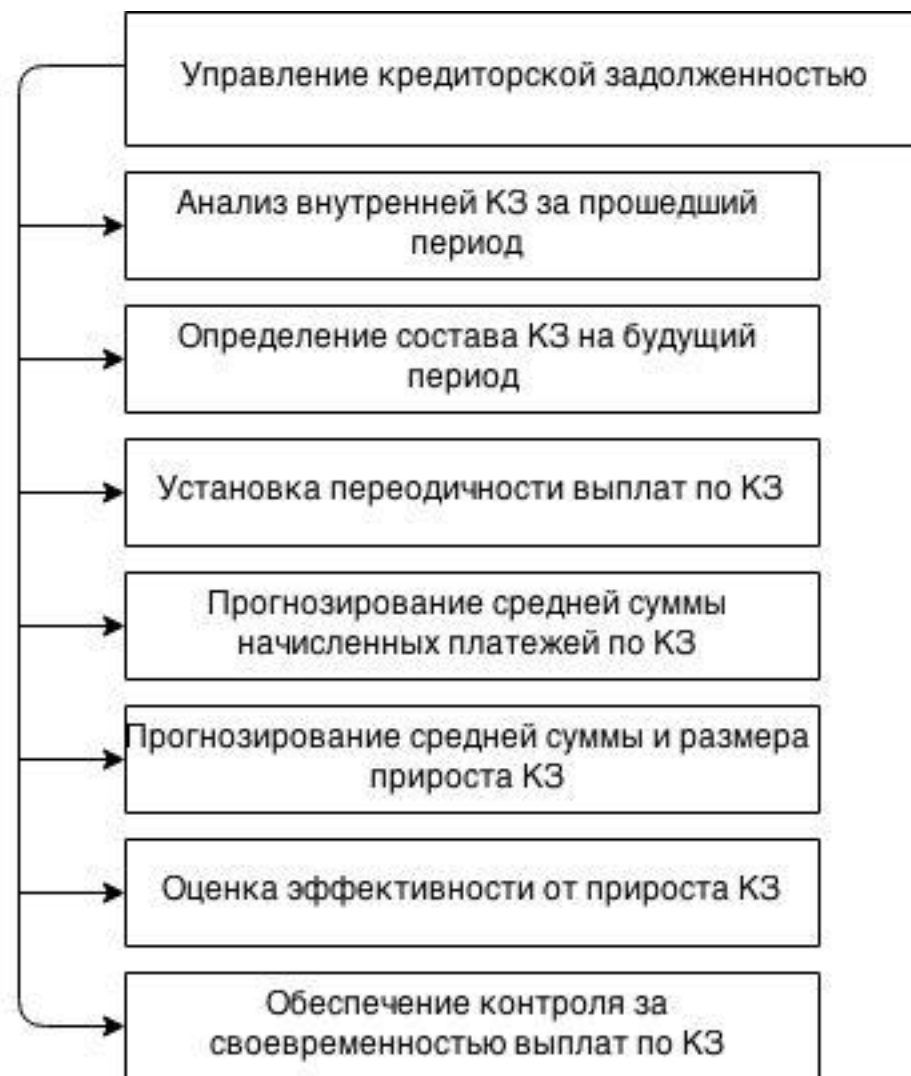 Управление кредиторской задолженностью
Анализ внутренней КЗ за прошедший
период
Определение состава КЗ на будущий
период
Установка переодичности выплат по КЗ
Прогнозирование средней суммы
начисленных платежей по КЗ
Прогнозирование средней суммы и размера
прироста КЗ
Оценка эффективности от прироста КЗ
Обеспечение контроля за
своевременностью выплат по КЗ